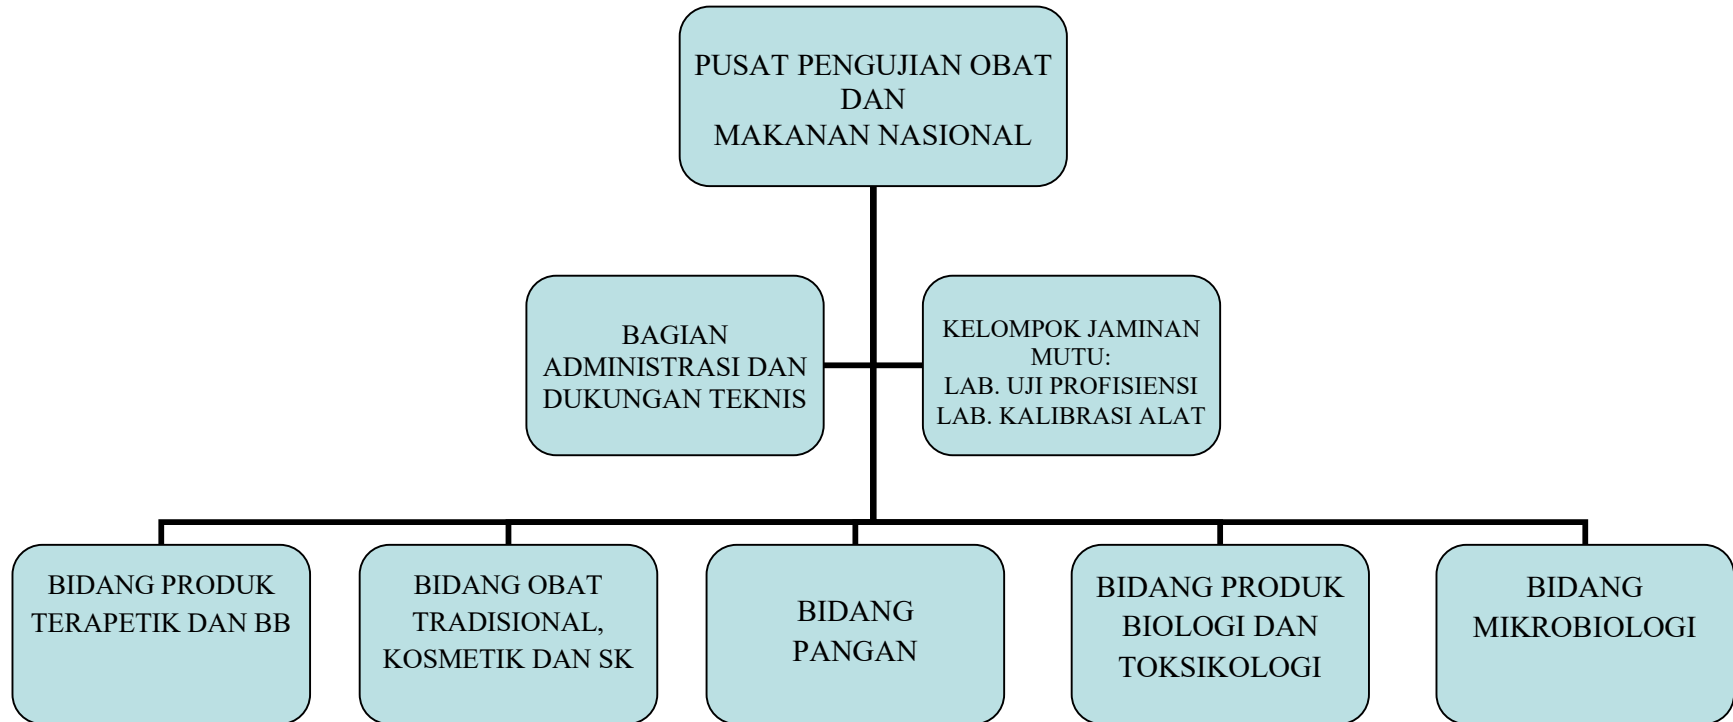 PUSAT PENGUJIAN OBAT
DAN
MAKANAN NASIONAL
BAGIAN
ADMINISTRASI DAN
DUKUNGAN TEKNIS
KELOMPOK JAMINAN
MUTU:
LAB. UJI PROFISIENSI
LAB. KALIBRASI ALAT
BIDANG PRODUK
TERAPETIK DAN BB
BIDANG OBAT
TRADISIONAL,
KOSMETIK DAN SK
BIDANG
PANGAN
BIDANG PRODUK
BIOLOGI DAN
TOKSIKOLOGI
BIDANG
MIKROBIOLOGI